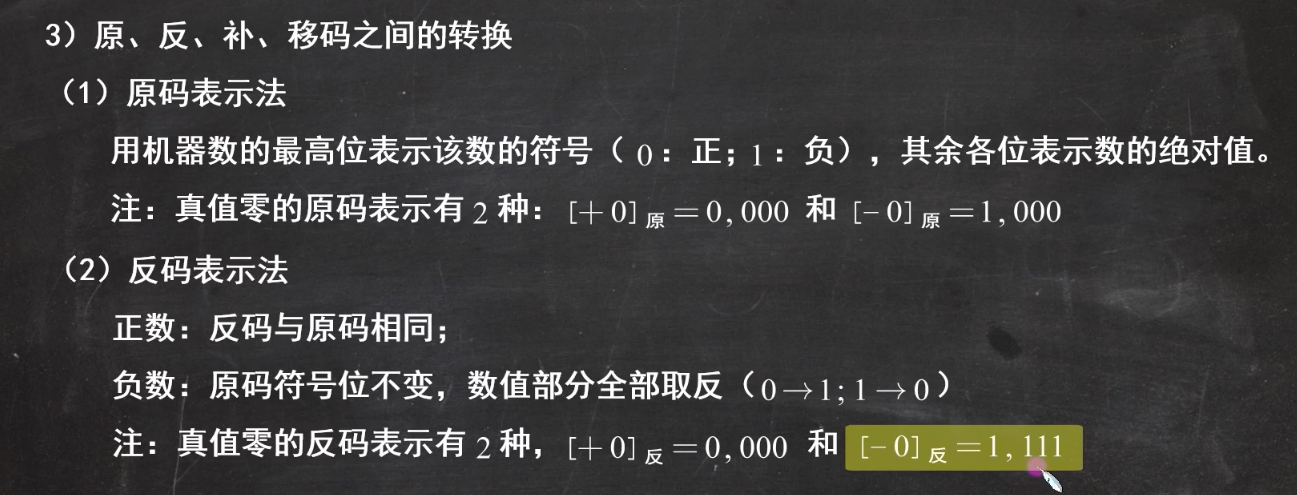 3）原、反、补、移码之间的转换
（1）原码表示法
用机器数的最高位表示该数的符号（ 0：正；1：负），其余各位表示数的绝对值。
注：真值零的原码表示有 2 种：[＋0]原＝0,000 和 [－0]原＝1,000
（2）反码表示法
正数：反码与原码相同；
负数：原码符号位不变，数值部分全部取反（0→1;1→0）
注：真值零的反码表示有 2 种，[＋0]反＝0,000 和 [－0]反＝1,111